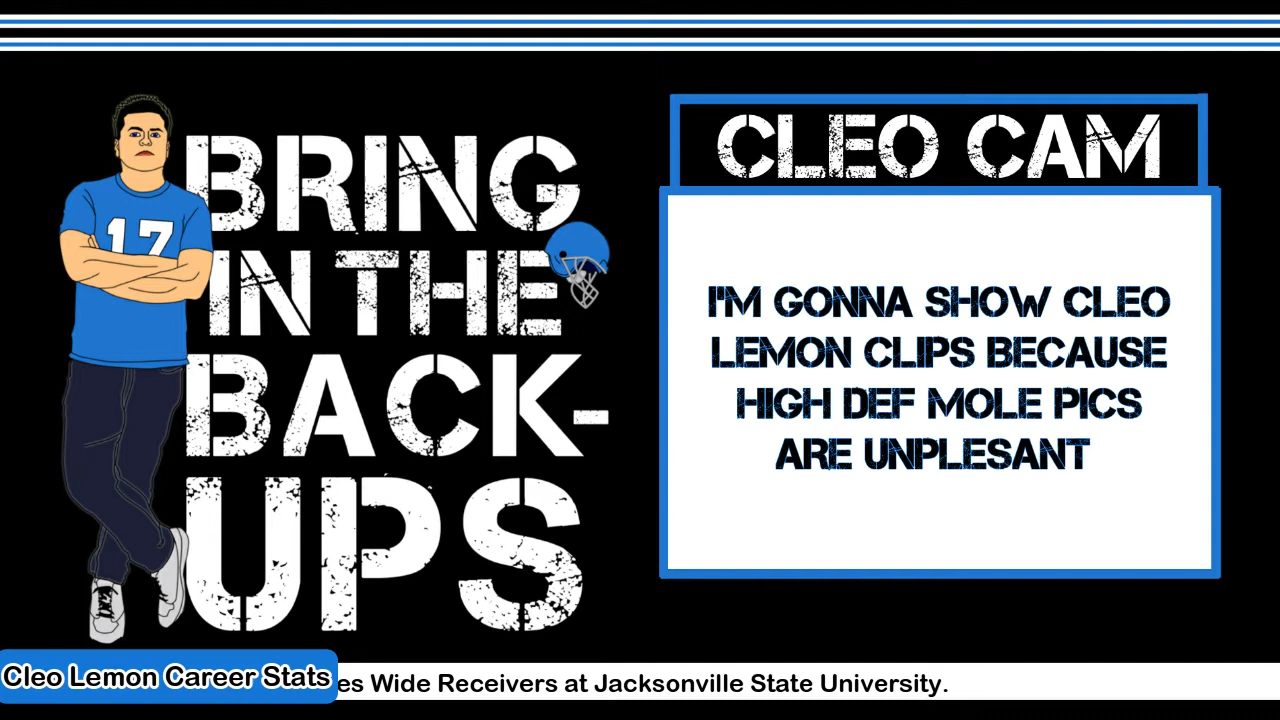 BRING
IN THE
BACK-
UPS
17
CLEO CAM
I'M GONNA SHOW CLEO
LEMON CLIPS BECAUSE
HIGH DEF MOLE PICS
ARE UNPLESANT
Cleo Lemon Career Stats
es Wide Receivers at Jacksonville State University.